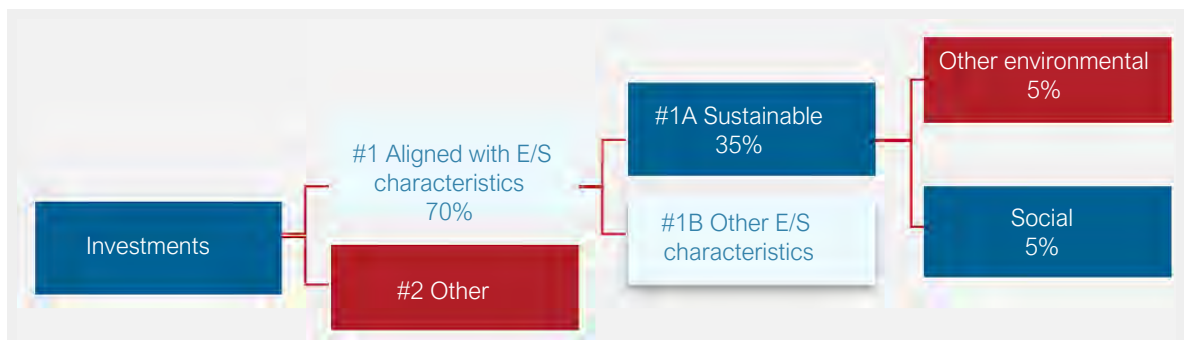 Investments
#1 Aligned with E/S
characteristics
70%
#2 Other
#1A Sustainable
35%
#1B Other E/S
characteristics
Other environmental
5%
Social
5%